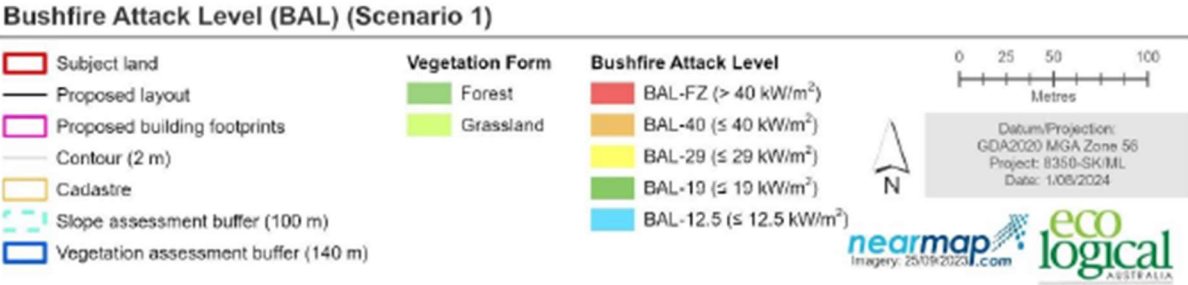 Bushfire Attack Level (BAL) (Scenario 1)
Subject land
Proposed layout
Proposed building footprints
Contour (2 m)
Cadastre
Slope assessment buffer (100 m)
Vegetation assessment buffer (140 m)
Vegetation Form
Forest
Grassland
Bushfire Attack Level
BAL-FZ (> 40 kW/m²)
BAL-40 (≤ 40 kW/m²)
BAL-29 (≤ 29 kW/m²)
BAL-19 (≤ 19 kW/m²)
BAL-12.5 (≤ 12.5 kW/m²)
0 25 50 100
Metres
N
Datum/Projection:
GDA2020 MGA Zone 56
Project: 8350-SK/ML
Date: 1/08/2024
nearmap.com
Imagery: 25/09/2023
eco
logical
AUSTRALIA